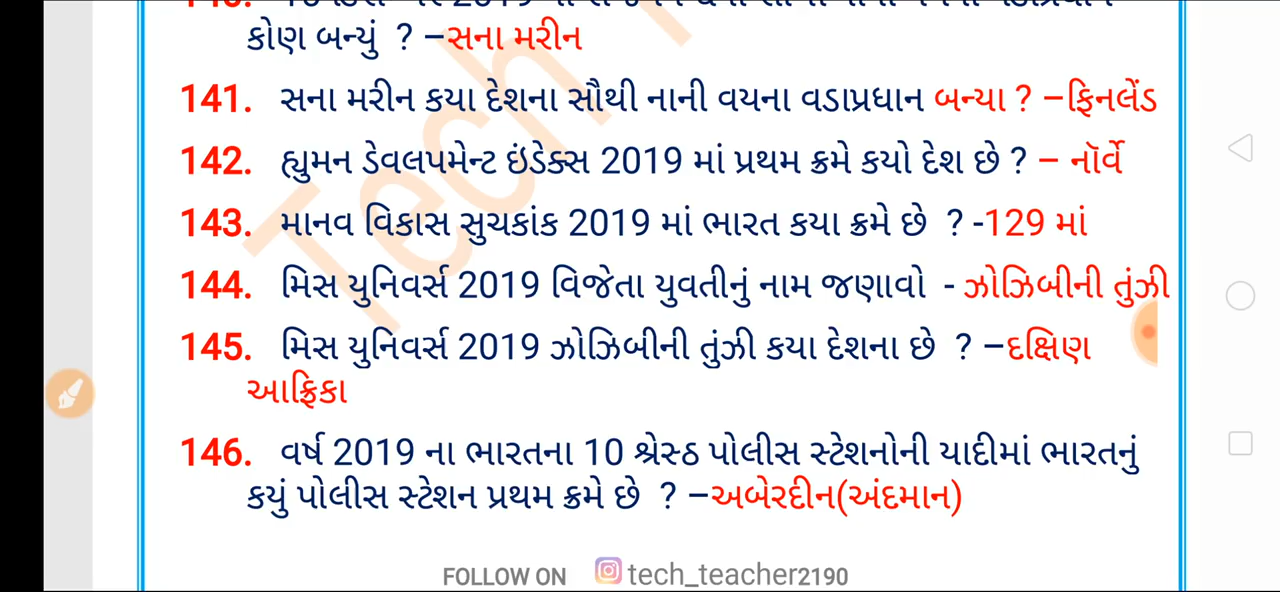 કોણ બન્યું ? –સના મરીન
141. સના મરીન કયા દેશના સૌથી નાની વયના વડાપ્રધાન બન્યા ? –ફિનલેંડ
142. હ્યુમન ડેવલપમેન્ટ ઇંડેક્સ 2019 માં પ્રથમ ક્રમે કયો દેશ છે ? – નૉર્વે
143. માનવ વિકાસ સુચકાંક 2019 માં ભારત કયા ક્રમે છે ? -129 માં
144. મિસ યુનિવર્સ 2019 વિજેતા યુવતીનું નામ જણાવો - ઝોઝિબીની તુંઝી
145. મિસ યુનિવર્સ 2019 ઝોઝિબીની તુંઝી કયા દેશના છે ? –દક્ષિણ
આફ્રિકા
146. વર્ષ 2019 ના ભારતના 10 શ્રેસ્ઠ પોલીસ સ્ટેશનોની યાદીમાં ભારતનું
કયું પોલીસ સ્ટેશન પ્રથમ ક્રમે છે ? –અબેરદીન(અંદમાન)
FOLLOW ON tech_teacher2190
Tech